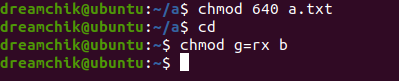 dreamchik@ubuntu:~/a$ chmod 640 a.txt
dreamchik@ubuntu:~/a$ cd
dreamchik@ubuntu:~$ chmod g=rx b
dreamchik@ubuntu:~$